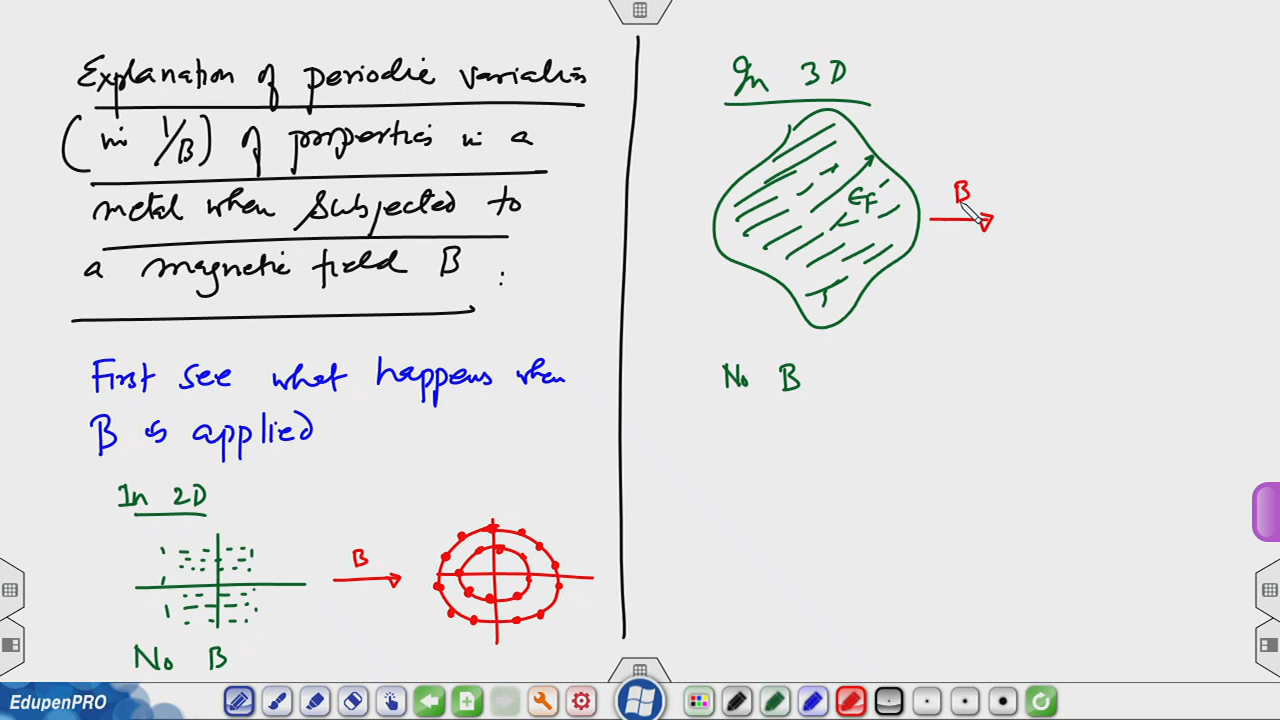 Explanation of periodic variation
(in 1/B) of properties in a
metal when subjected to
a magnetic field B :
First see what happens when
B is applied
In 2D
B
No B
In 3D
EF
B
No B
EdupenPRO